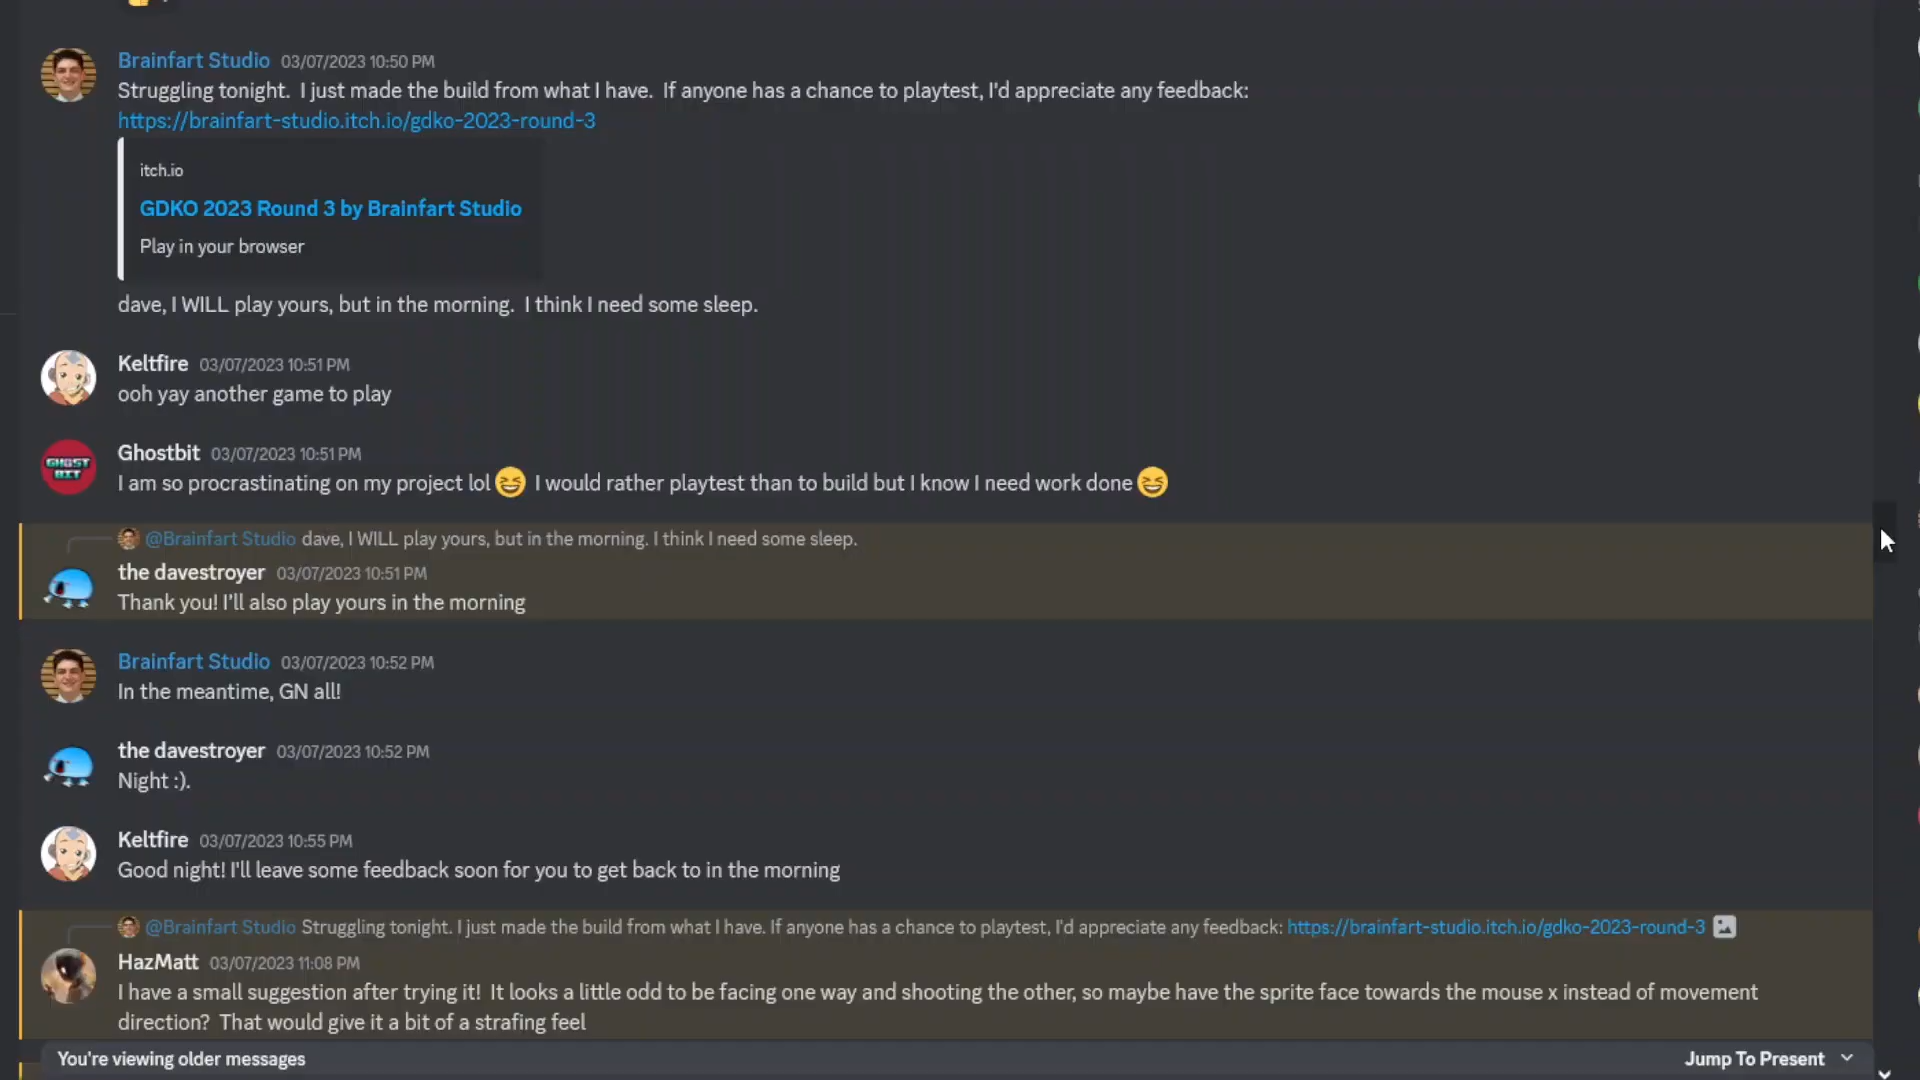 Brainfart Studio 03/07/2023 10:50 PM
Struggling tonight. I just made the build from what I have. If anyone has a chance to playtest, I'd appreciate any feedback:
https://brainfart-studio.itch.io/gdko-2023-round-3
itch.io
GDKO 2023 Round 3 by Brainfart Studio
Play in your browser
dave, I WILL play yours, but in the morning. I think I need some sleep.
Keltfire 03/07/2023 10:51 PM
ooh yay another game to play
GHOST
BIT
Ghostbit 03/07/2023 10:51 PM
I am so procrastinating on my project lol 😆 I would rather playtest than to build but I know I need work done 😆
@Brainfart Studio dave, I WILL play yours, but in the morning. I think I need some sleep.
the davestroyer 03/07/2023 10:51 PM
Thank you! I'll also play yours in the morning
Brainfart Studio 03/07/2023 10:52 PM
In the meantime, GN all!
the davestroyer 03/07/2023 10:52 PM
Night :).
Keltfire 03/07/2023 10:55 PM
Good night! I'll leave some feedback soon for you to get back to in the morning
@Brainfart Studio Struggling tonight. I just made the build from what I have. If anyone has a chance to playtest, I'd appreciate any feedback: https://brainfart-studio.itch.io/gdko-2023-round-3
HazMatt 03/07/2023 11:08 PM
I have a small suggestion after trying it! It looks a little odd to be facing one way and shooting the other, so maybe have the sprite face towards the mouse x instead of movement
direction? That would give it a bit of a strafing feel
You're viewing older messages Jump To Present